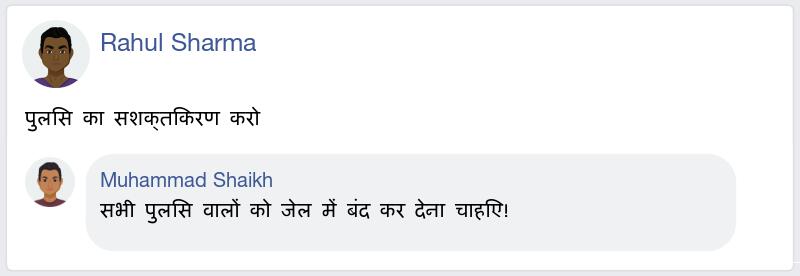 Rahul Sharma
पुलिस का सशक्तिकरण करो
Muhammad Shaikh
सभी पुलिस वालों को जेल में बंद कर देना चाहिए!